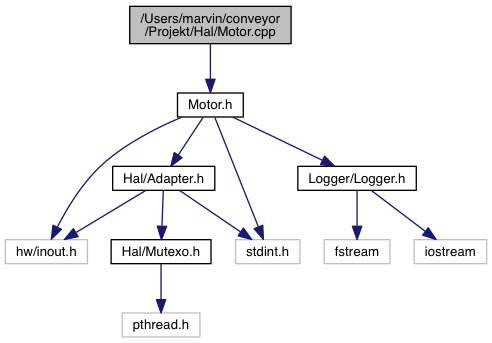 /Users/marvin/conveyor
/Projekt/Hal/Motor.cpp
Motor.h
Hal/Adapter.h
Logger/Logger.h
hw/inout.h
Hal/Mutexo.h
stdint.h
fstream
iostream
pthread.h